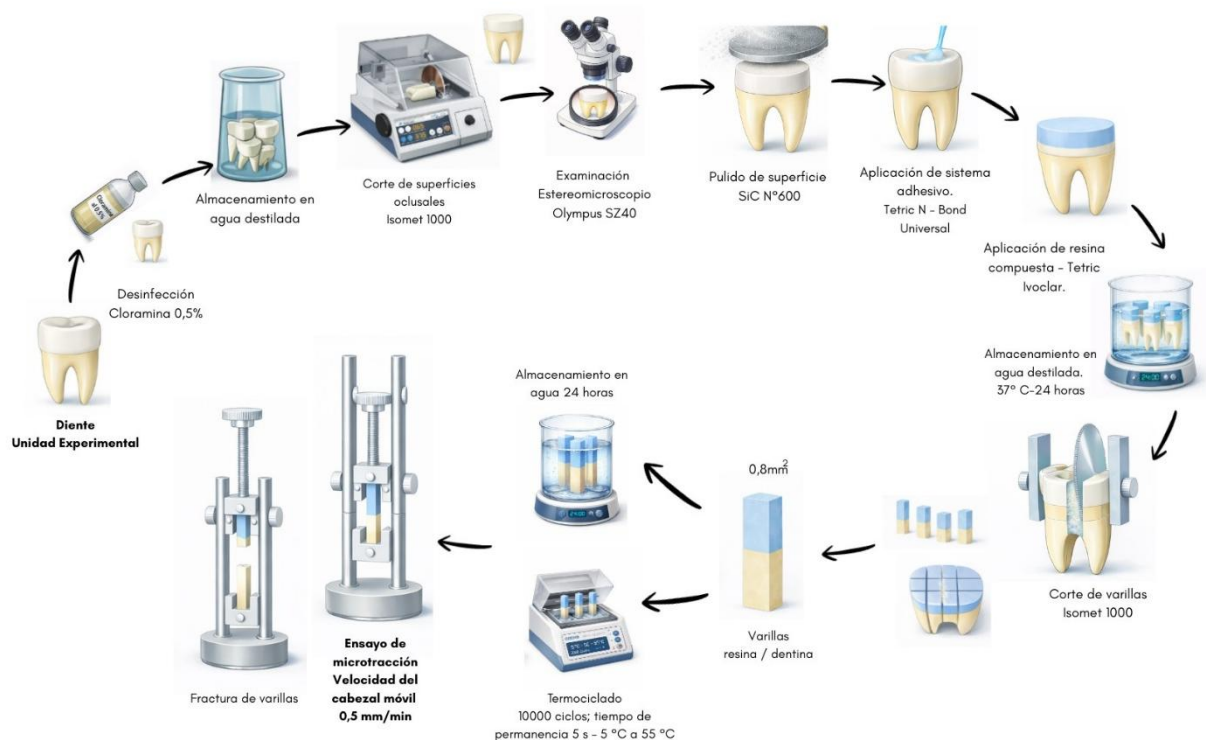 Diente
Unidad Experimental
Cloramina
al 0,5%
Desinfección
Cloramina 0,5%
Almacenamiento en
agua destilada
Corte de superficies
oclusales
Isomet 1000
Examinación
Estereomicroscopio
Olympus SZ40
Pulido de superficie
SiC N°600
Aplicación de sistema
adhesivo.
Tetric N - Bond
Universal
Aplicación de resina
compuesta - Tetric
Ivoclar.
Almacenamiento en
agua destilada.
37° C-24 horas
Corte de varillas
Isomet 1000
0,8mm²
Varillas
resina / dentina
Almacenamiento en
agua 24 horas
Termociclado
10000 ciclos; tiempo de
permanencia 5 s - 5 °C a 55 °C
Ensayo de
microtracción
Velocidad del
cabezal móvil
0,5 mm/min
Fractura de varillas